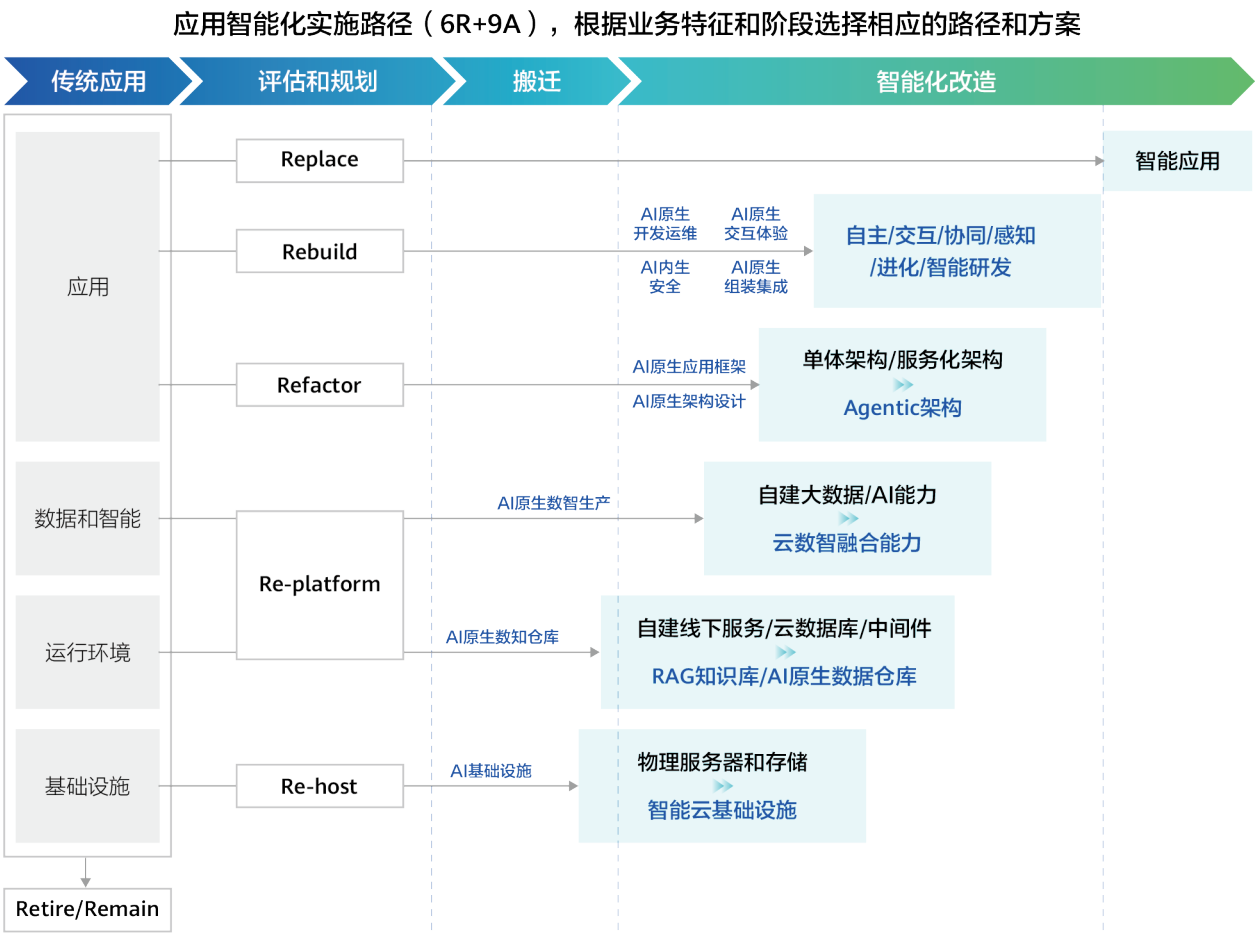 应用智能化实施路径（6R+9A），根据业务特征和阶段选择相应的路径和方案
传统应用
评估和规划
搬迁
智能化改造
应用
Replace
智能应用
Rebuild
AI原生
开发运维
AI原生
交互体验
AI内生
安全
AI原生
组装集成
自主/交互/协同/感知
/进化/智能研发
Refactor
AI原生应用框架
AI原生架构设计
单体架构/服务化架构
Agentic架构
数据和智能
Re-platform
AI原生数智生产
自建大数据/AI能力
云数智融合能力
运行环境
AI原生数知仓库
自建线下服务/云数据库/中间件
RAG知识库/AI原生数据仓库
基础设施
Re-host
AI基础设施
物理服务器和存储
智能云基础设施
Retire/Remain